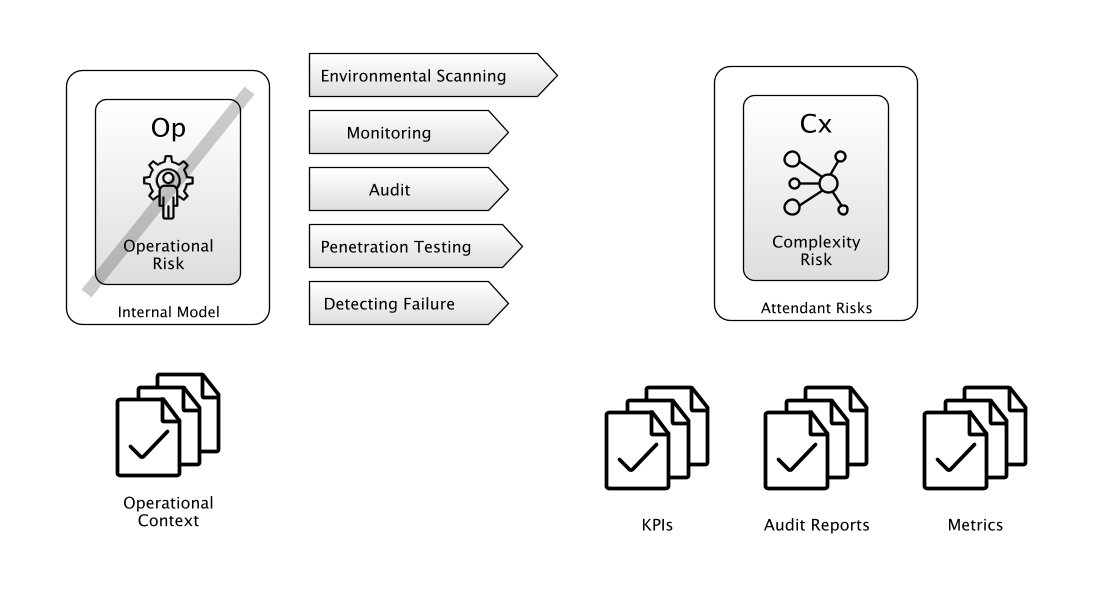 Op
Operational
Risk
Internal Model
Environmental Scanning
Monitoring
Audit
Penetration Testing
Detecting Failure
Cx
Complexity
Risk
Attendant Risks
Operational
Context
KPIs
Audit Reports
Metrics